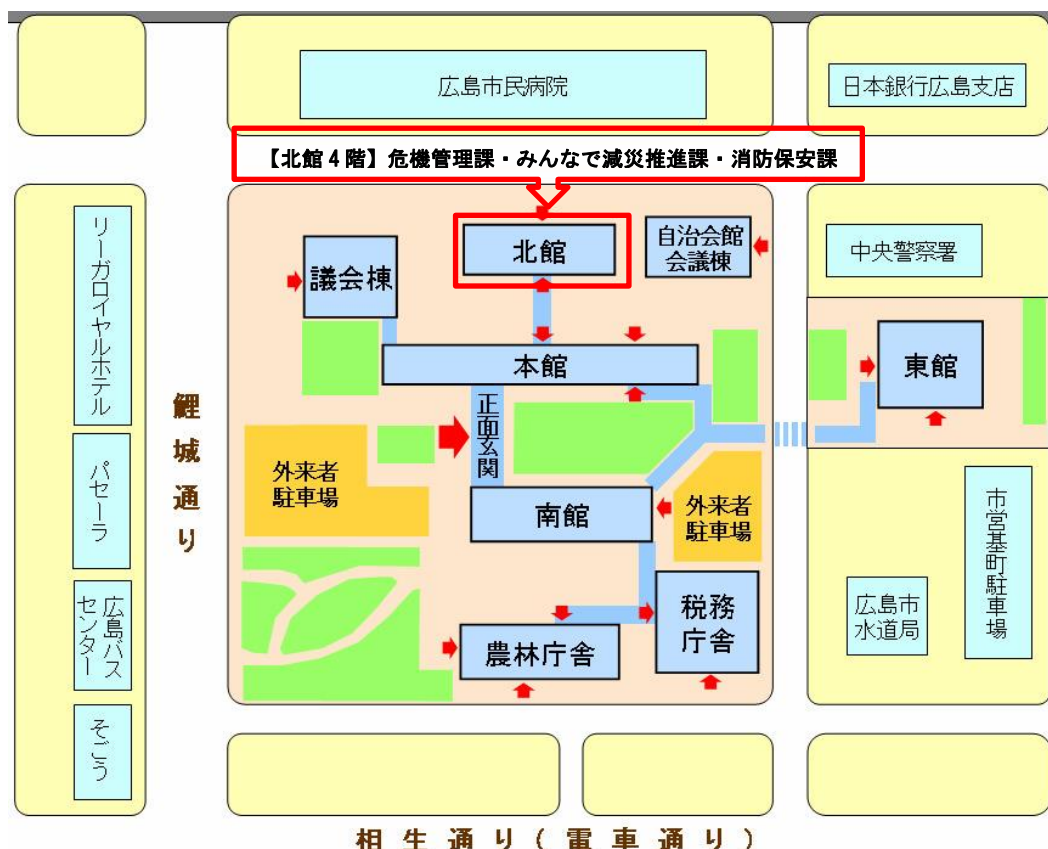 広島市民病院
日本銀行広島支店
【北館4階】危機管理課・みんなで減災推進課・消防保安課
リーガロイヤルホテル
パセーラ
広島バス
センター
そごう
鯉城通り
議会棟
北館
自治会館
会議棟
本館
正面玄関
外来者
駐車場
南館
外来者
駐車場
農林庁舎
税務
庁舎
中央警察署
東館
広島市
水道局
市営基町駐車場
相生通り(電車通り)